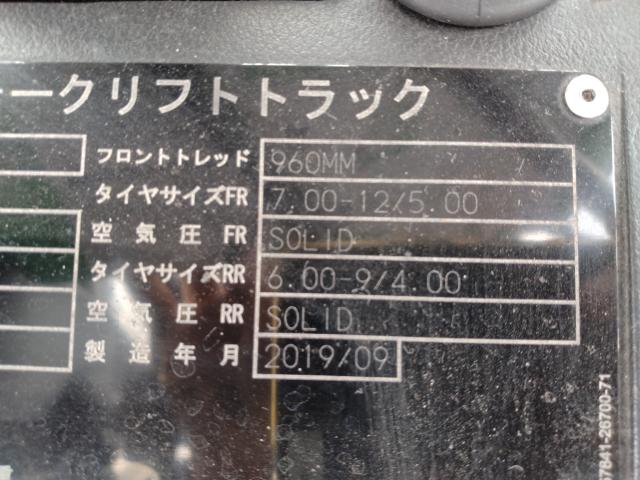 ークリフトトラック
フロントトレッド 960MM
タイヤサイズFR 7.00-12/5.00
空気圧 FR SOLID
タイヤサイズRR 6.00-9/4.00
空気圧 RR SOLID
製造年月 2019/09
57841-26700-71